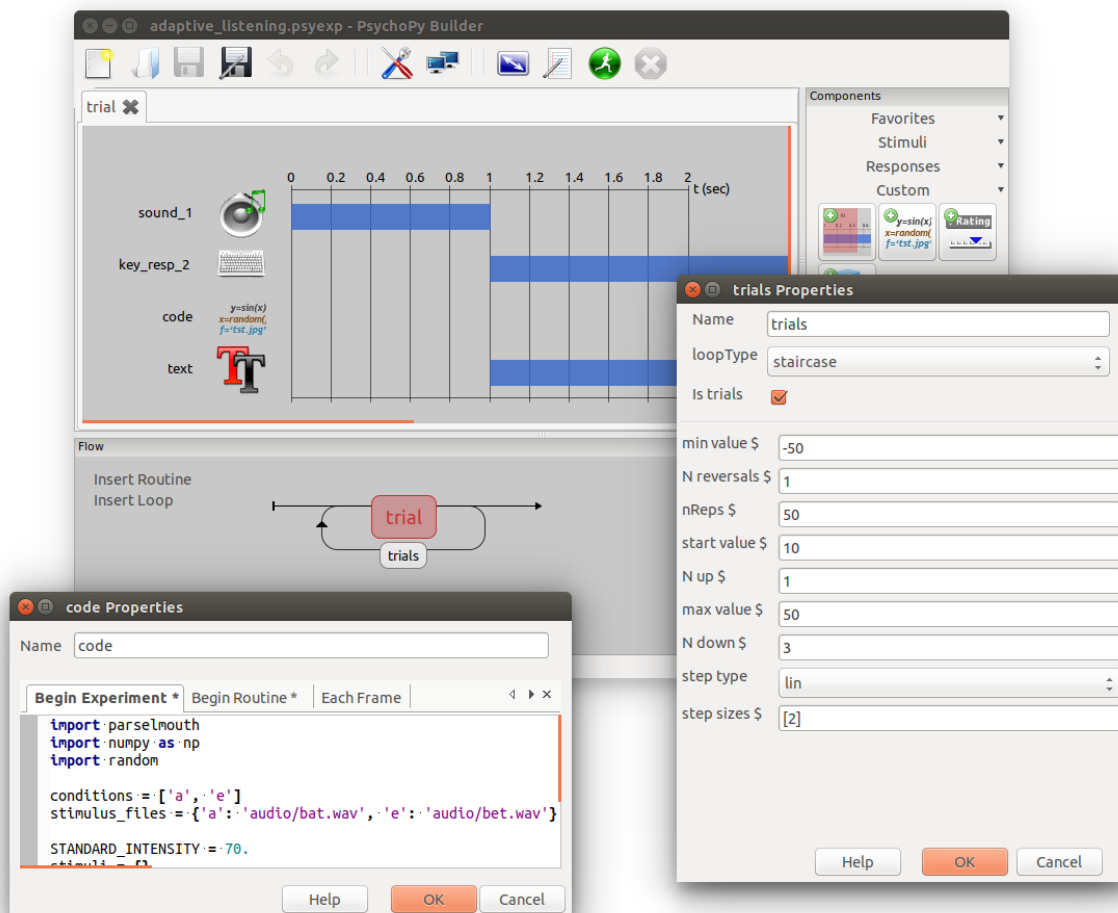 adaptive_listening.psyexp - PsychoPy Builder
trial
Components
Favorites
Stimuli
Responses
Custom
y=sin(x)
x=random(
f='tst.jpg'
Rating
0 0.2 0.4 0.6 0.8 1 1.2 1.4 1.6 1.8 2
t (sec)
sound_1
key_resp_2
code
y=sin(x)
x=random(,
f='tst.jpg'
text
TT
Flow
Insert Routine
Insert Loop
trial
trials
trials Properties
Name trials
loopType staircase
Is trials
min value $ -50
N reversals $ 1
nReps $ 50
start value $ 10
N up $ 1
max value $ 50
N down $ 3
step type lin
step sizes $ [2]
Help OK Cancel
code Properties
Name code
Begin Experiment * Begin Routine * Each Frame
import parselmouth
import numpy as np
import random
conditions = ['a', 'e']
stimulus_files = {'a': 'audio/bat.wav', 'e': 'audio/bet.wav'}
STANDARD_INTENSITY = 70.
stimuli = {}
Help OK Cancel